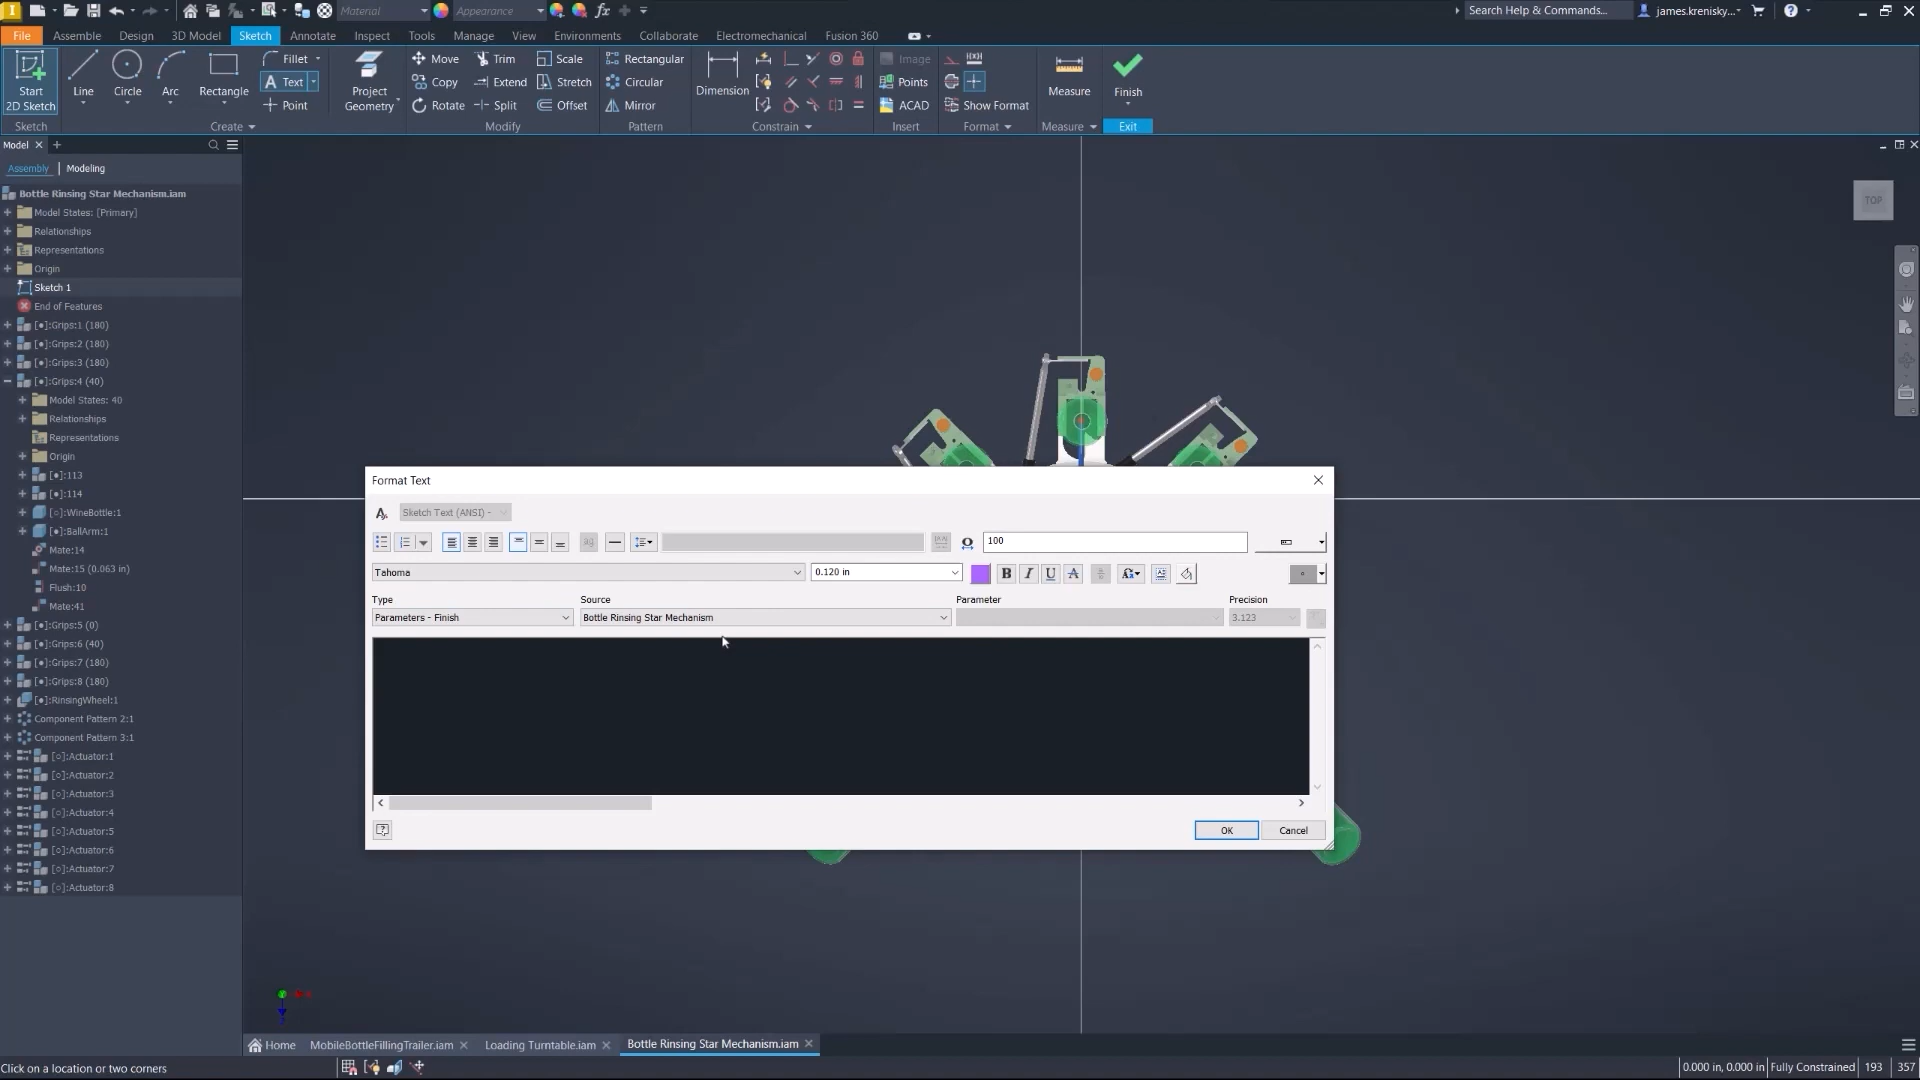 Material
Appearance
fx
Search Help & Commands...
james.krenisky...
File
Assemble
Design
3D Model
Sketch
Annotate
Inspect
Tools
Manage
View
Environments
Collaborate
Electromechanical
Fusion 360
Start
2D Sketch
Line
Circle
Arc
Rectangle
Fillet
Text
Point
Project
Geometry
Move
Copy
Rotate
Trim
Extend
Split
Scale
Stretch
Offset
Rectangular
Circular
Mirror
Dimension
Image
Points
ACAD
Show Format
Measure
Finish
Sketch
Create
Modify
Pattern
Constrain
Insert
Format
Measure
Exit
Model
Assembly
Modeling
TOP
Bottle Rinsing Star Mechanism.iam
Model States: [Primary]
Relationships
Representations
Origin
Sketch 1
End of Features
[●]:Grips:1 (180)
[●]:Grips:2 (180)
[●]:Grips:3 (180)
[●]:Grips:4 (40)
Model States: 40
Relationships
Representations
Origin
[●]:113
[●]:114
[○]:WineBottle:1
[●]:BallArm:1
Mate:14
Mate:15 (0.063 in)
Flush:10
Mate:41
[●]:Grips:5 (0)
[●]:Grips:6 (40)
[●]:Grips:7 (180)
[●]:Grips:8 (180)
[●]:RinsingWheel:1
Component Pattern 2:1
Component Pattern 3:1
[○]:Actuator:1
[○]:Actuator:2
[○]:Actuator:3
[○]:Actuator:4
[○]:Actuator:5
[○]:Actuator:6
[○]:Actuator:7
[○]:Actuator:8
Format Text
Sketch Text (ANSI) -
100
Tahoma
0.120 in
B I U A
Type
Source
Parameter
Precision
Parameters - Finish
Bottle Rinsing Star Mechanism
3.123
OK
Cancel
Home
MobileBottleFillingTrailer.iam
Loading Turntable.iam
Bottle Rinsing Star Mechanism.iam
Click on a location or two corners
0.000 in, 0.000 in
Fully Constrained
193
357